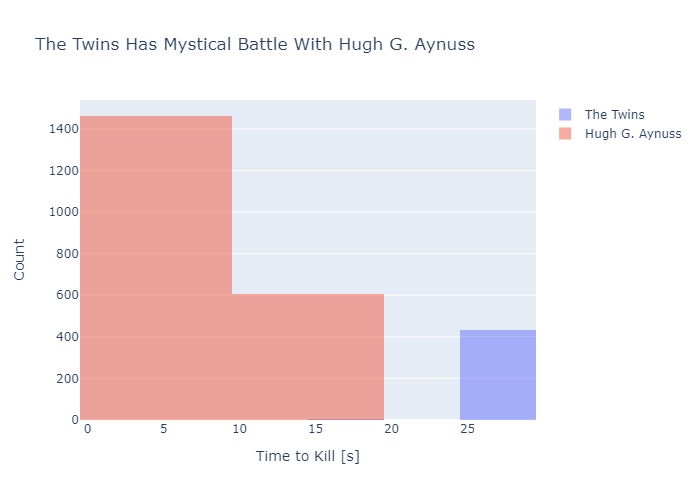 The Twins Has Mystical Battle With Hugh G. Aynuss
The Twins
Hugh G. Aynuss
1400
1200
1000
800
600
400
200
0
Count
0 5 10 15 20 25
Time to Kill [s]